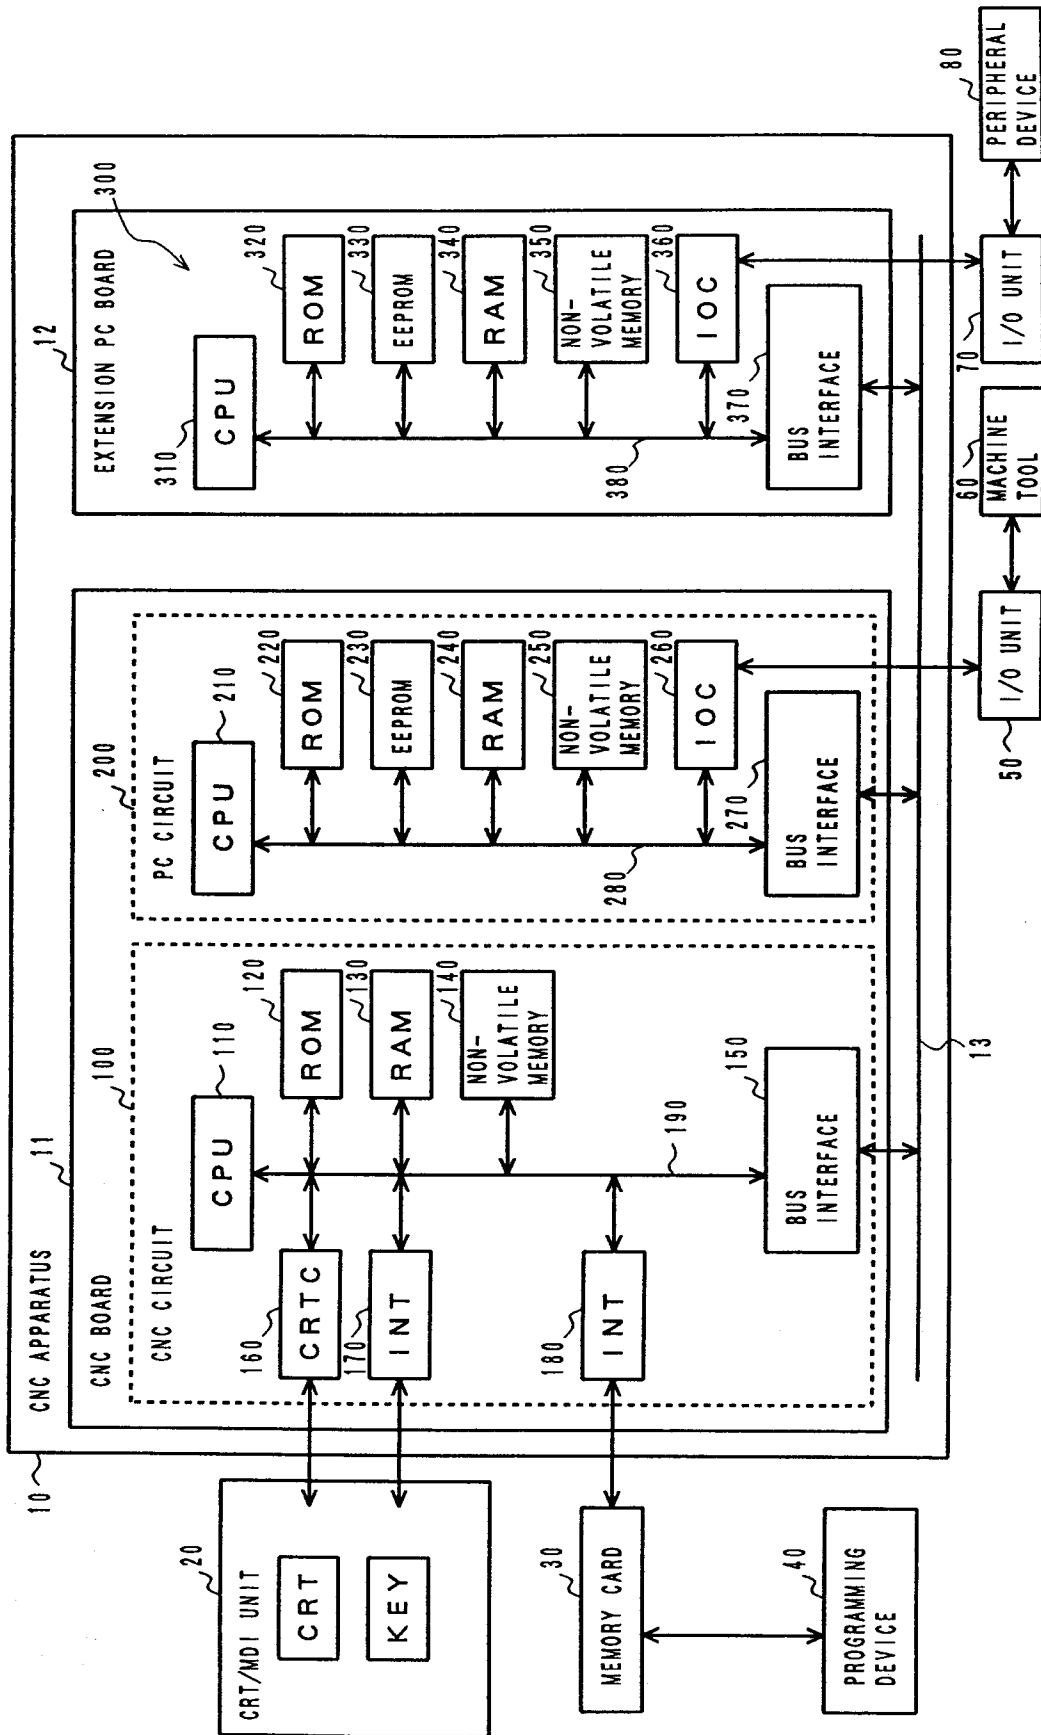 10
CNC APPARATUS
11
CNC BOARD
100
CNC CIRCUIT
110
CPU
160
CRTC
120
ROM
170
INT
130
RAM
140
NON-
VOLATILE
MEMORY
180
INT
190
150
BUS
INTERFACE
200
PC CIRCUIT
210
CPU
220
ROM
230
EEPROM
240
RAM
250
NON-
VOLATILE
MEMORY
260
IOC
280
270
BUS
INTERFACE
12
EXTENSION PC BOARD
300
310
CPU
320
ROM
330
EEPROM
340
RAM
350
NON-
VOLATILE
MEMORY
360
IOC
380
370
BUS
INTERFACE
13
20
CRT/MDI UNIT
CRT
KEY
30
MEMORY CARD
40
PROGRAMMING
DEVICE
50
I/O UNIT
60
MACHINE
TOOL
70
I/O UNIT
80
PERIPHERAL
DEVICE